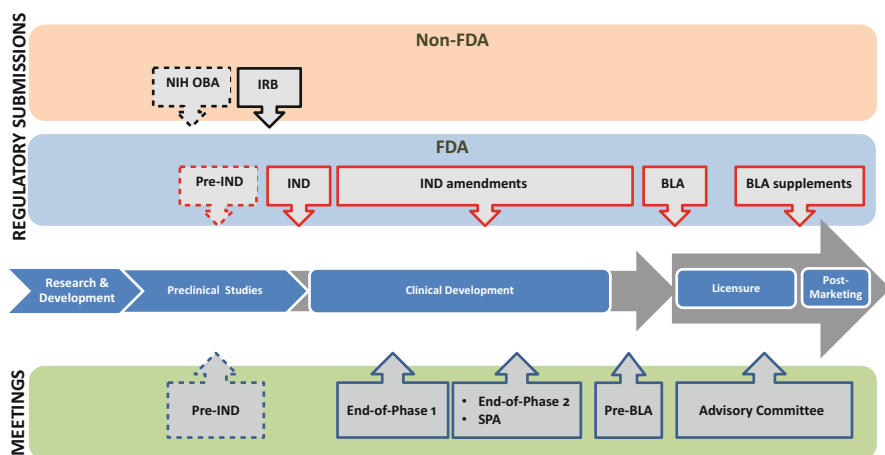 REGULATORY SUBMISSIONS
Non-FDA
NIH OBA
IRB
FDA
Pre-IND
IND
IND amendments
BLA
BLA supplements
Research &
Development
Preclinical Studies
Clinical Development
Licensure
Post-
Marketing
MEETINGS
Pre-IND
End-of-Phase 1
• End-of-Phase 2
• SPA
Pre-BLA
Advisory Committee